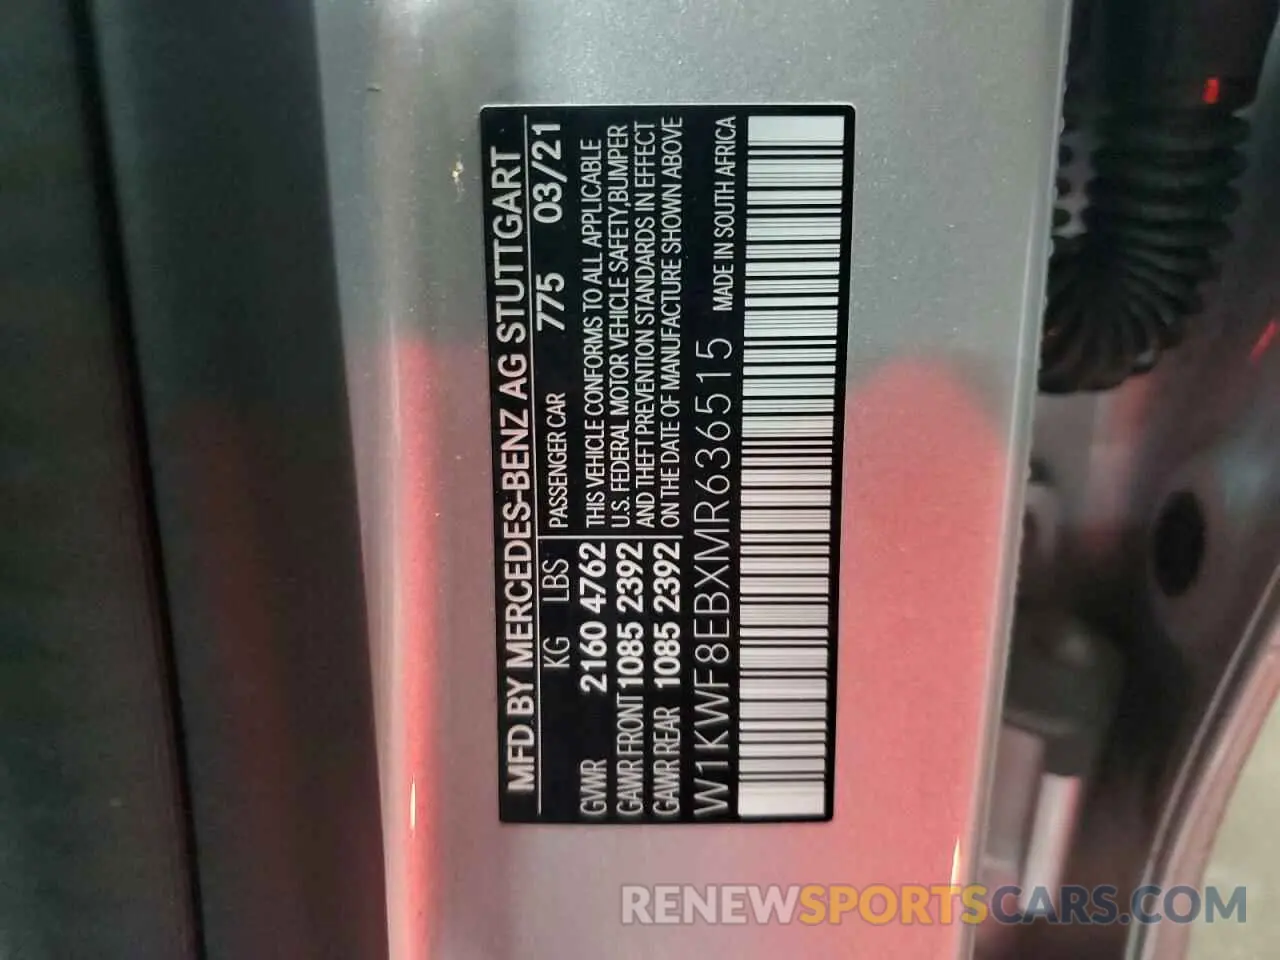 MFD BY MERCEDES-BENZ AG STUTTGART
KG LBS PASSENGER CAR 775 03/21
GVWR 2160 4762 THIS VEHICLE CONFORMS TO ALL APPLICABLE
GAWR FRONT 1085 2392 U.S. FEDERAL MOTOR VEHICLE SAFETY, BUMPER
GAWR REAR 1085 2392 AND THEFT PREVENTION STANDARDS IN EFFECT
ON THE DATE OF MANUFACTURE SHOWN ABOVE
W1KWF8EBXMR636515 MADE IN SOUTH AFRICA
RENEWSPORTSCARS.COM